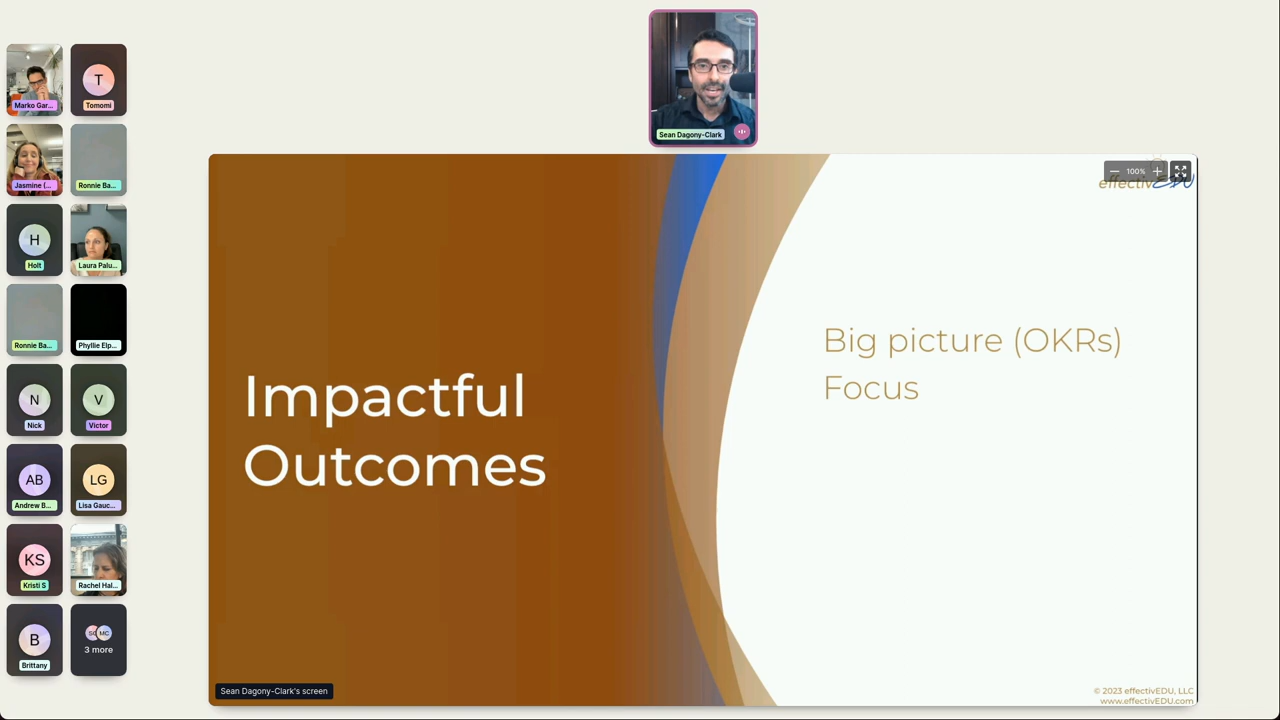 Sean Dagony-Clark
Marko Gar...
T
Tomomi
Jasmine (...
Ronnie Ba...
H
Holt
Laura Palu...
Ronnie Ba...
Phyllie Elp...
N
Nick
V
Victor
AB
Andrew B...
LG
Lisa Gauc...
KS
Kristi S
Rachel Hal...
B
Brittany
MC
3 more
100%
effectivEDU
Impactful
Outcomes
Big picture (OKRs)
Focus
Sean Dagony-Clark's screen
© 2023 effectivEDU, LLC
www.effectivEDU.com